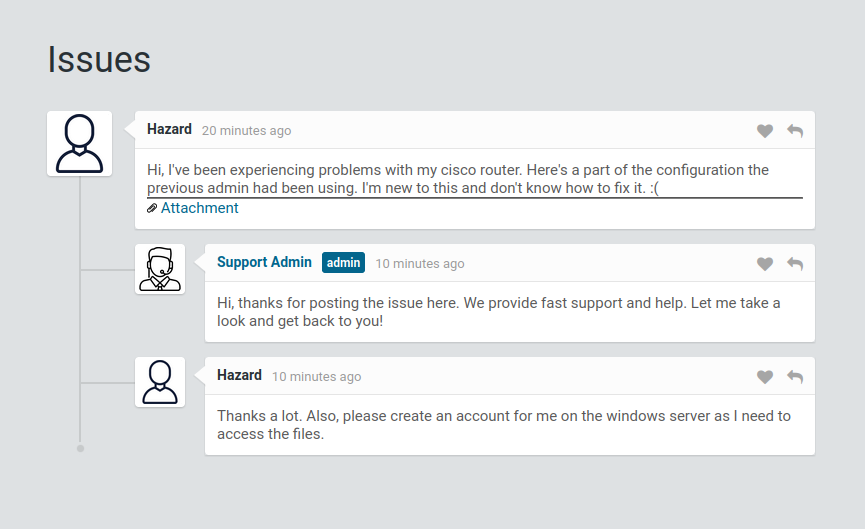 Issues
Hazard 20 minutes ago
Hi, I've been experiencing problems with my cisco router. Here's a part of the configuration the
previous admin had been using. I'm new to this and don't know how to fix it. :(
Attachment
Support Admin admin 10 minutes ago
Hi, thanks for posting the issue here. We provide fast support and help. Let me take a
look and get back to you!
Hazard 10 minutes ago
Thanks a lot. Also, please create an account for me on the windows server as I need to
access the files.